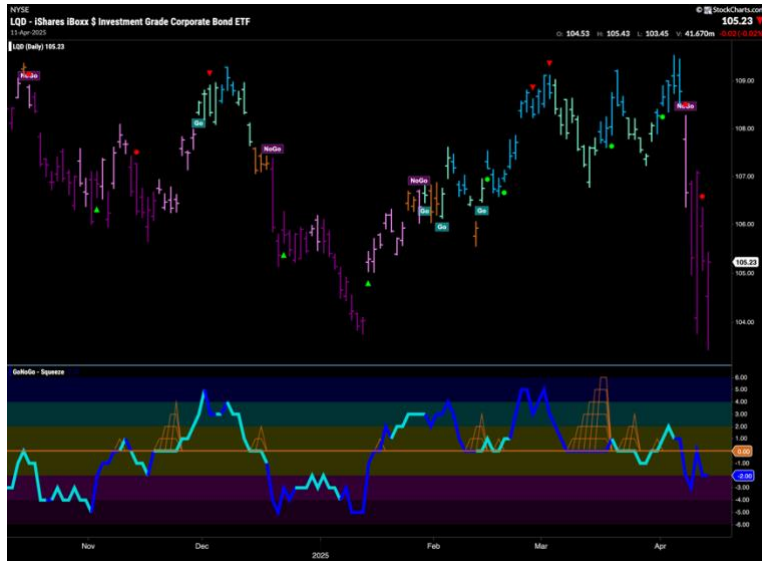 NYSE
© StockCharts.com
LQD - iShares iBoxx $ Investment Grade Corporate Bond ETF
105.23
11-Apr-2025
O: 104.53 H: 105.43 L: 103.45 V: 41.670m -0.02 (-0.02%)
LQD (Daily) 105.23
NoGo
109.00
Go
108.00
NoGo
NoGo
107.00
NoGo
Go
Go
Go
106.00
105.23
105.00
104.00
GoNoGo - Squeeze
6.00
5.00
4.00
3.00
2.00
1.00
0.00
-1.00
-2.00
-3.00
-4.00
-5.00
-6.00
Nov Dec 2025 Feb Mar Apr